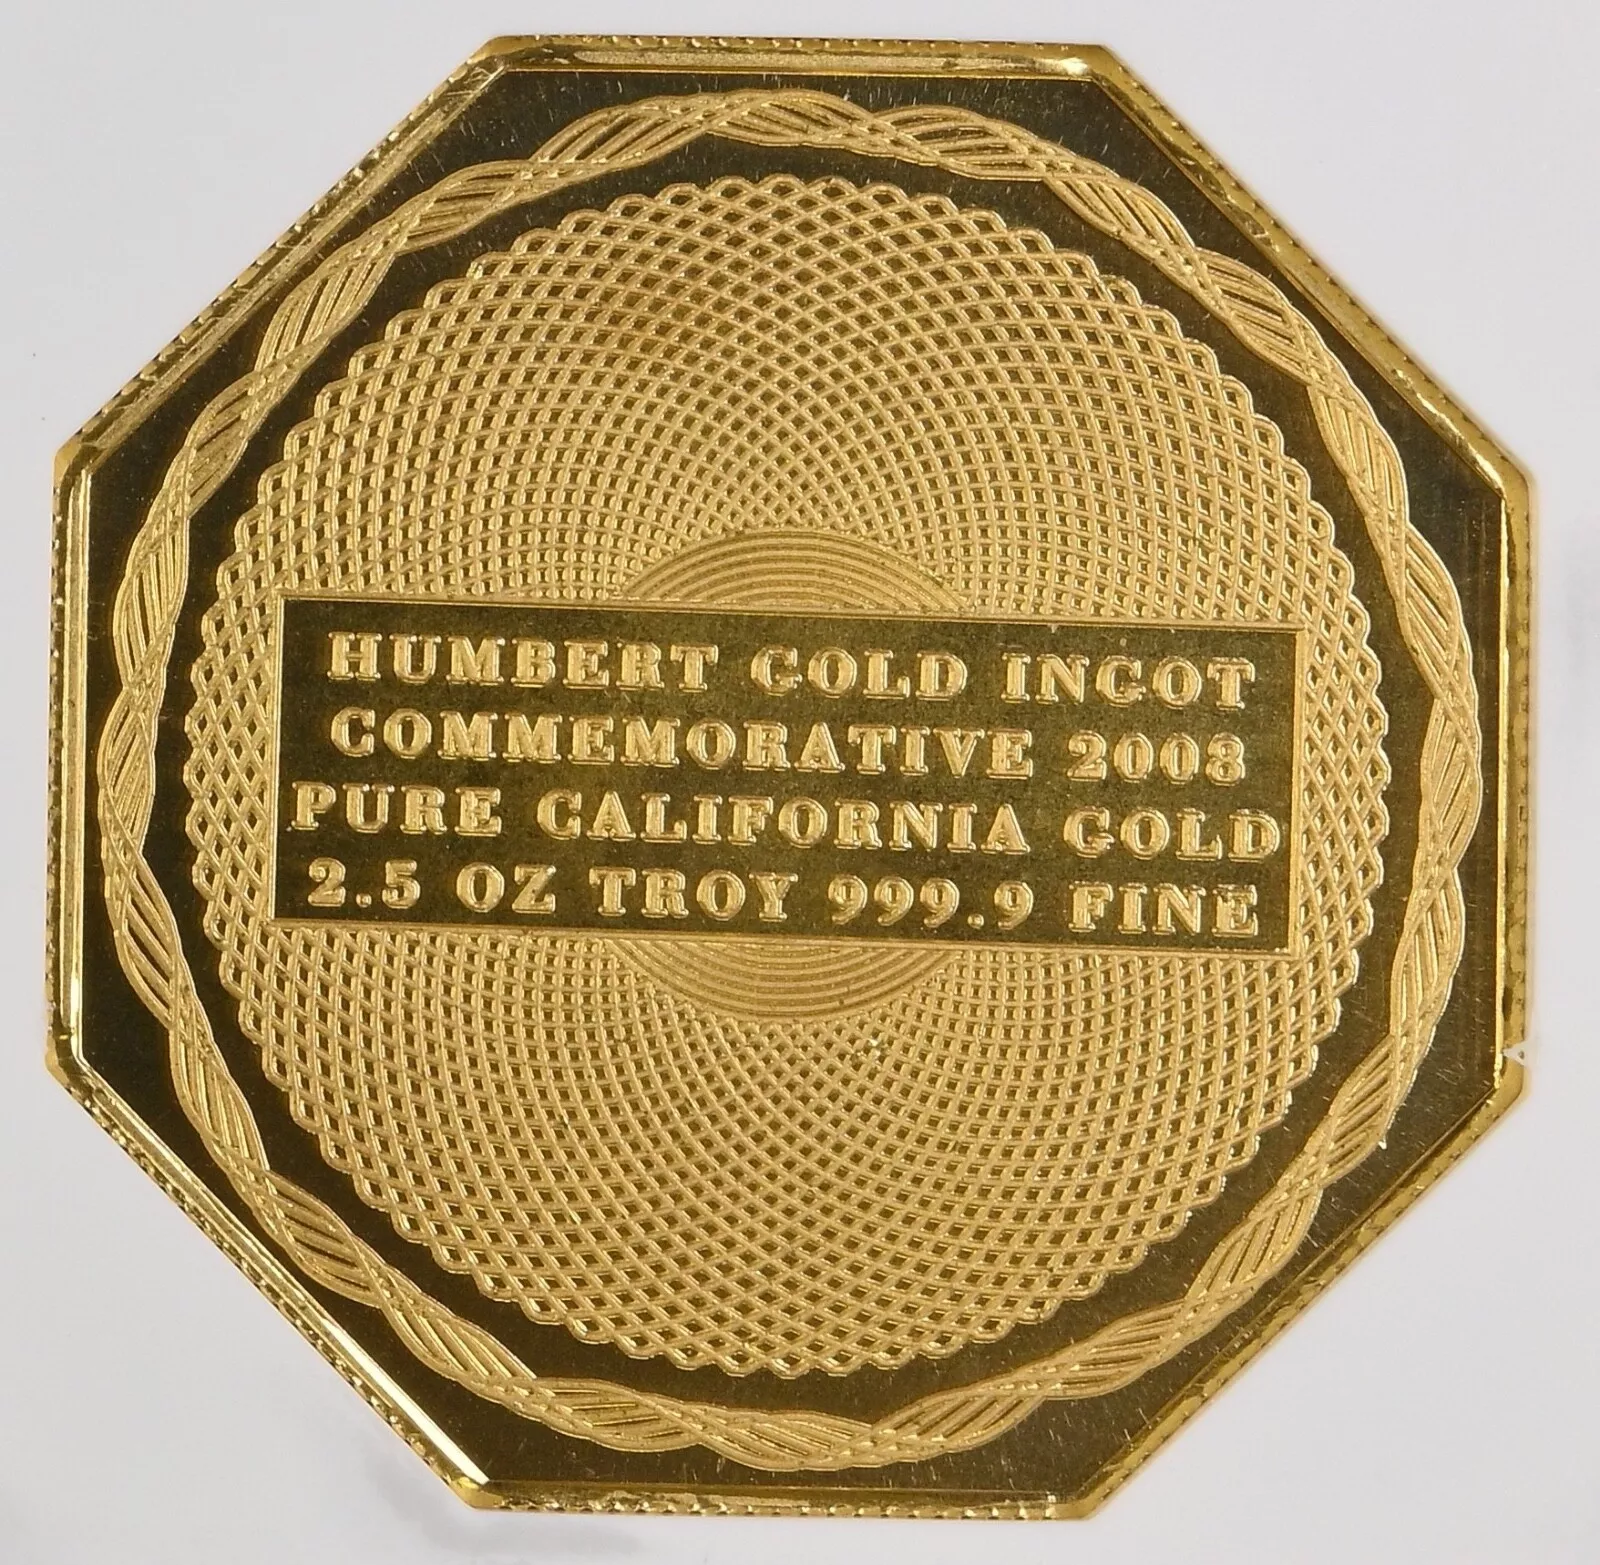 HUMBERT GOLD INGOT
COMMEMORATIVE 2008
PURE CALIFORNIA GOLD
2.5 OZ TROY 999.9 FINE